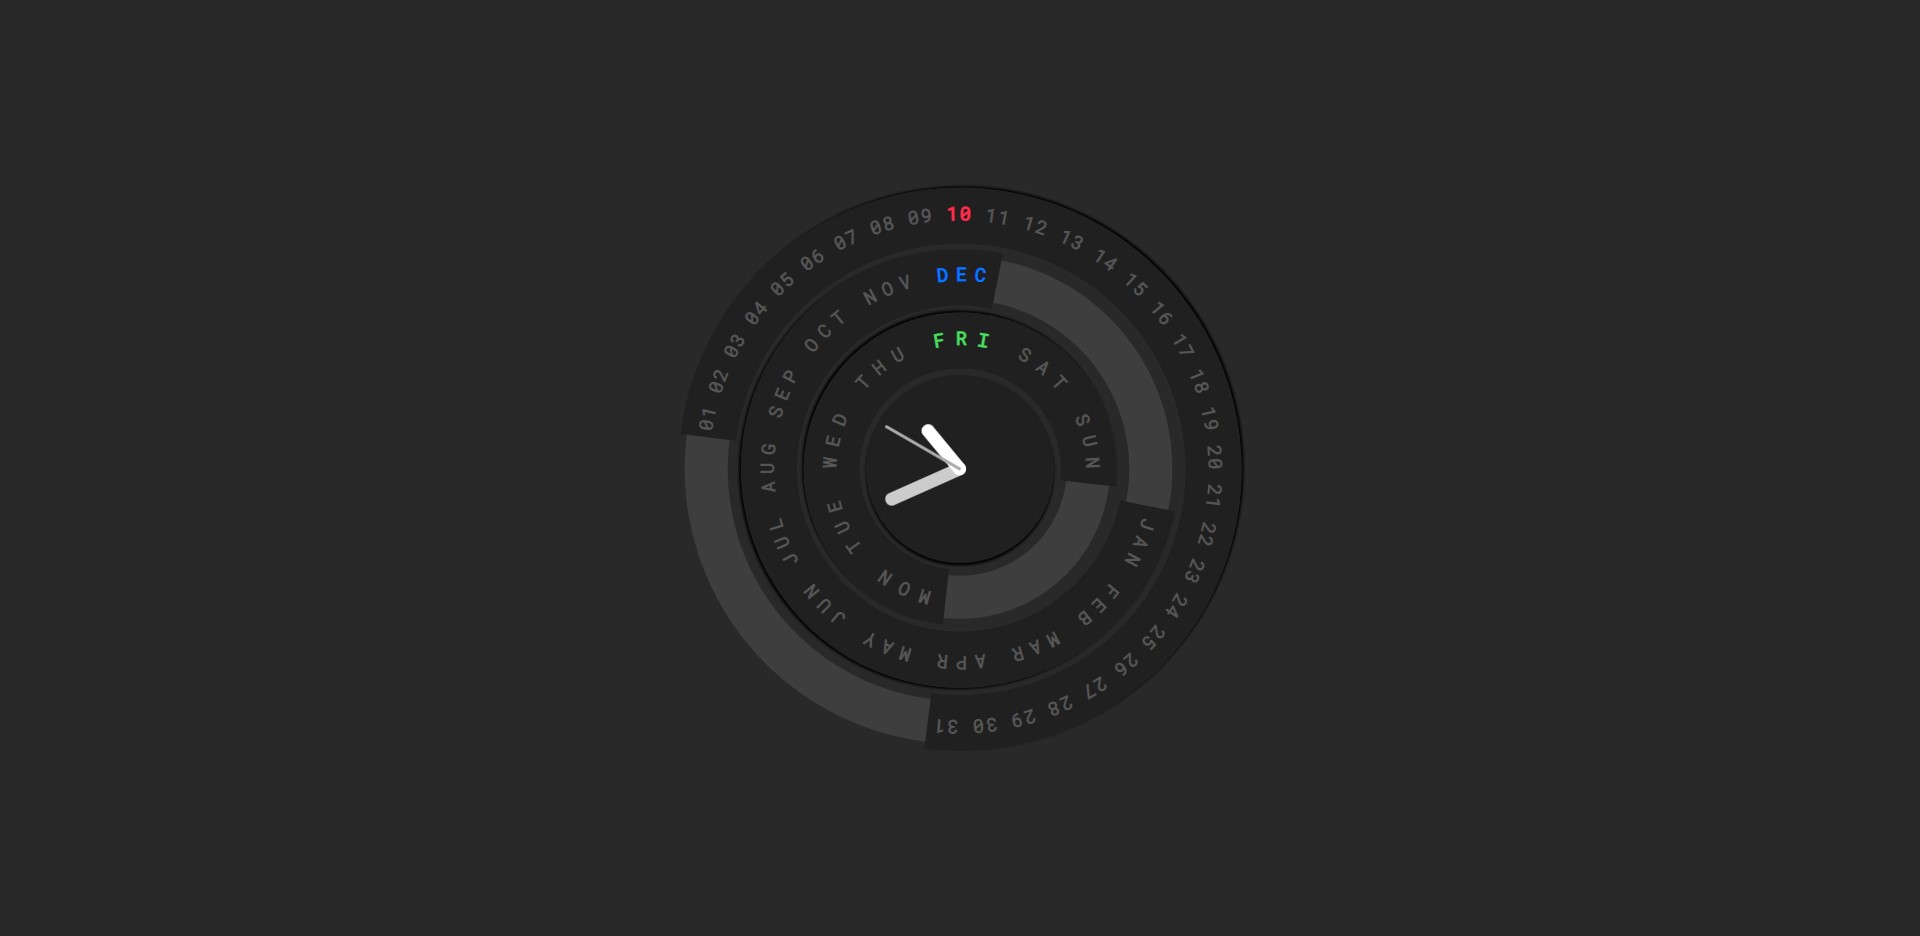 01 02 03 04 05 06 07 08 09 10 11 12 13 14 15 16 17 18 19 20 21 22 23 24 25 26 27 28 29 30 31
JAN FEB MAR APR MAY JUN JUL AUG SEP OCT NOV DEC
MON TUE WED THU FRI SAT SUN